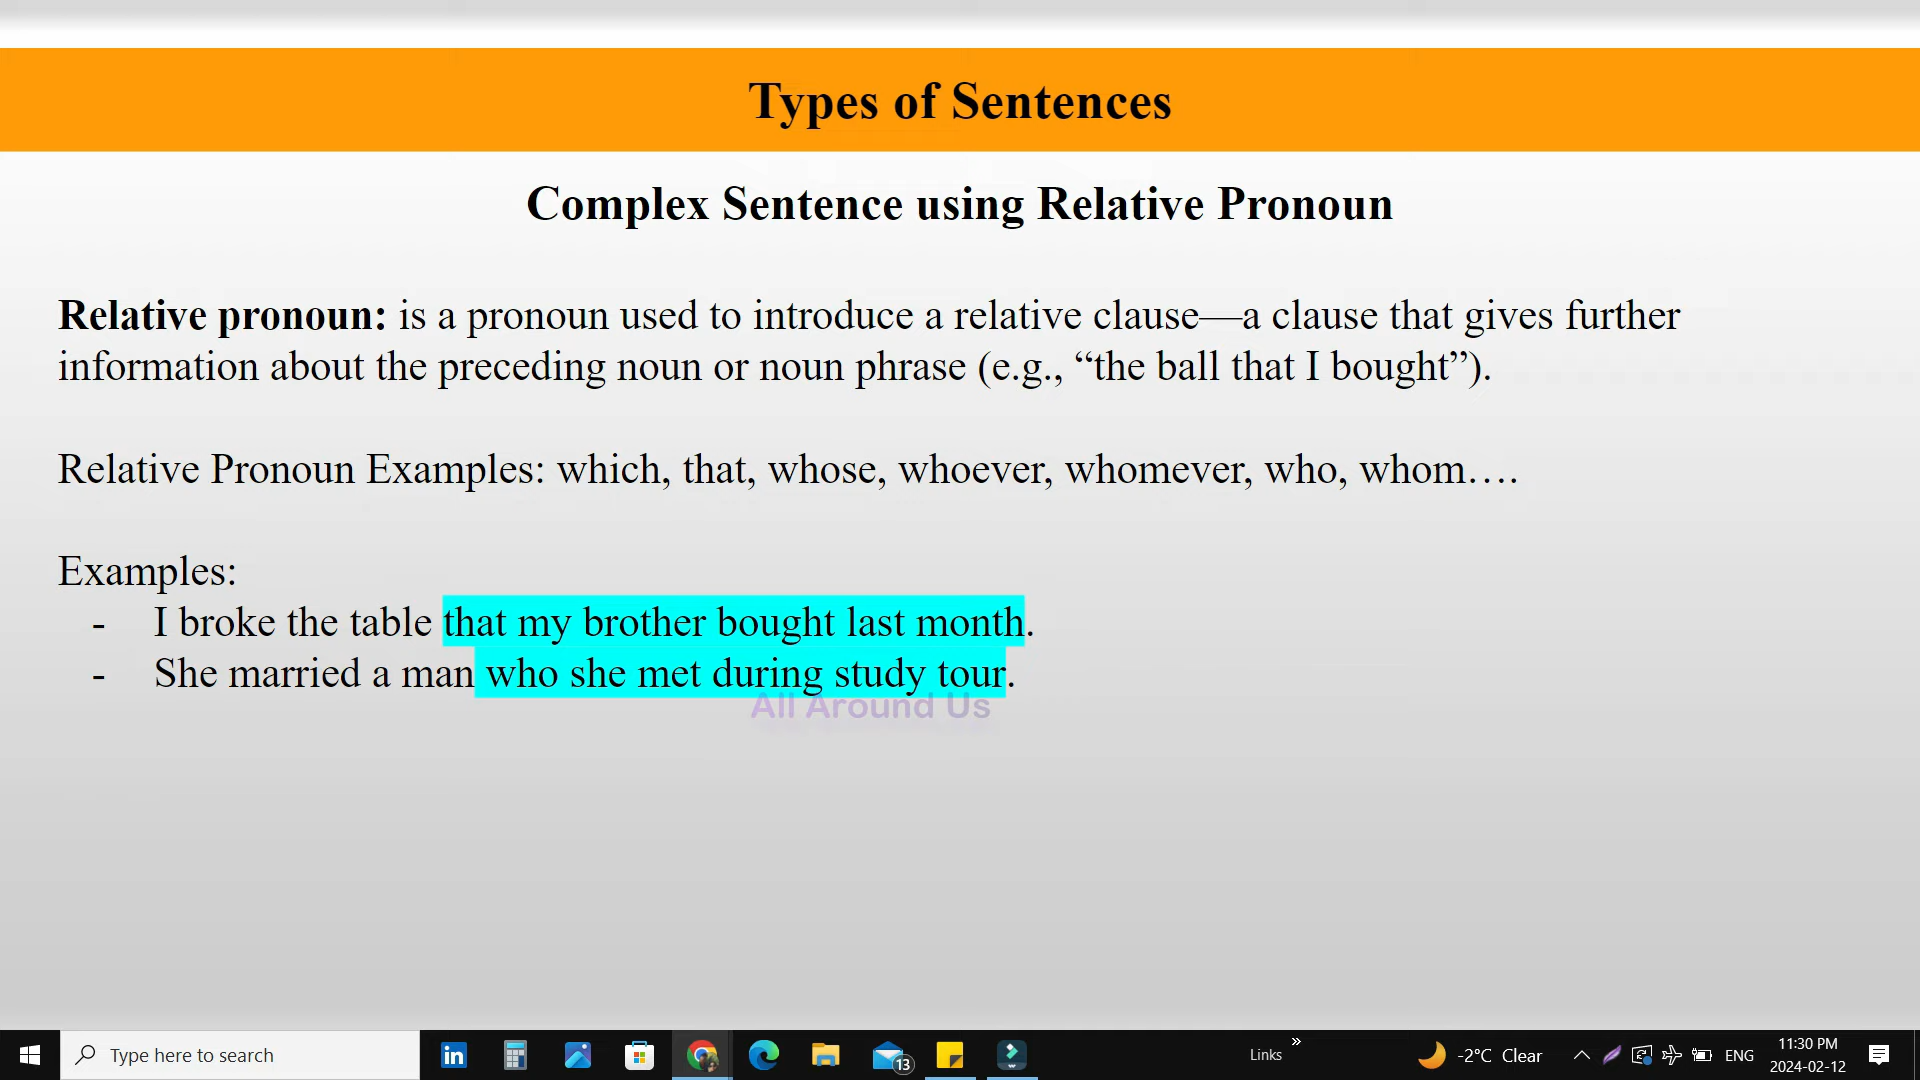 Types of Sentences
Complex Sentence using Relative Pronoun
Relative pronoun: is a pronoun used to introduce a relative clause—a clause that gives further
information about the preceding noun or noun phrase (e.g., “the ball that I bought”).
Relative Pronoun Examples: which, that, whose, whoever, whomever, who, whom….
Examples:
- I broke the table that my brother bought last month.
- She married a man who she met during study tour.
All Around Us
Type here to search
in
13
Links
-2°C Clear
ENG
11:30 PM
2024-02-12